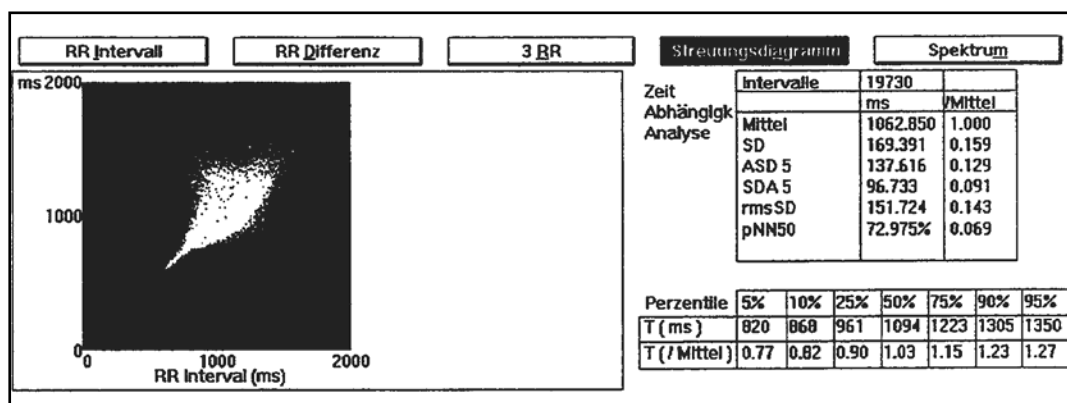 RR Intervall RR Differenz 3 RR Streuungsdiagramm Spektrum
ms 2000
1000
0
0 1000 2000
RR Interval (ms)
Zeit
Abhängigk
Analyse
Intervalle 19730
ms /Mittel
Mittel 1062.850 1.000
SD 169.391 0.159
ASD 5 137.616 0.129
SDA 5 96.733 0.091
rmsSD 151.724 0.143
pNN50 72.975% 0.069
Perzentile 5% 10% 25% 50% 75% 90% 95%
T ( ms ) 820 868 961 1094 1223 1305 1350
T ( / Mittel ) 0.77 0.82 0.90 1.03 1.15 1.23 1.27